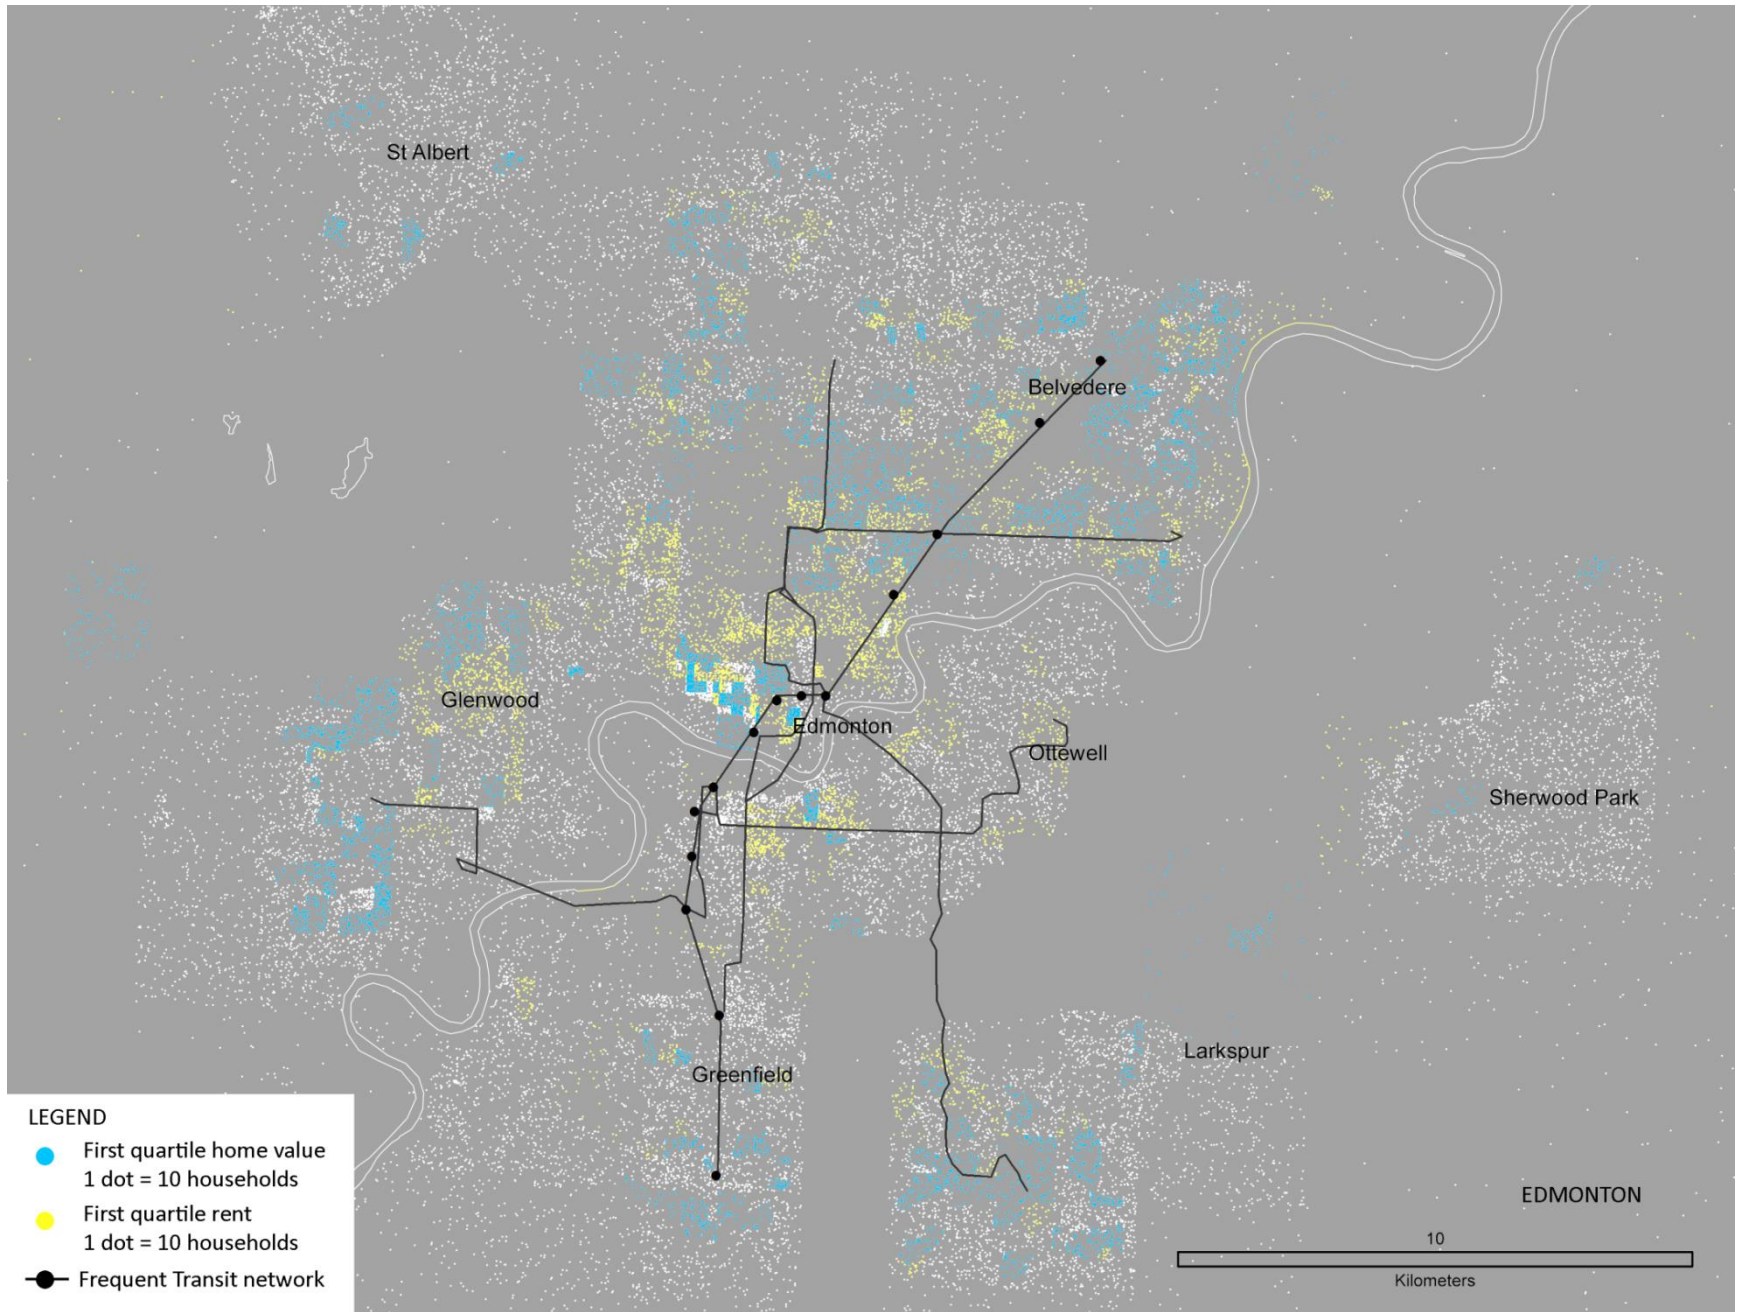 St Albert
Belvedere
Glenwood
Edmonton
Ottewell
Sherwood Park
Larkspur
Greenfield
LEGEND
First quartile home value
1 dot = 10 households
First quartile rent
1 dot = 10 households
Frequent Transit network
EDMONTON
10
Kilometers